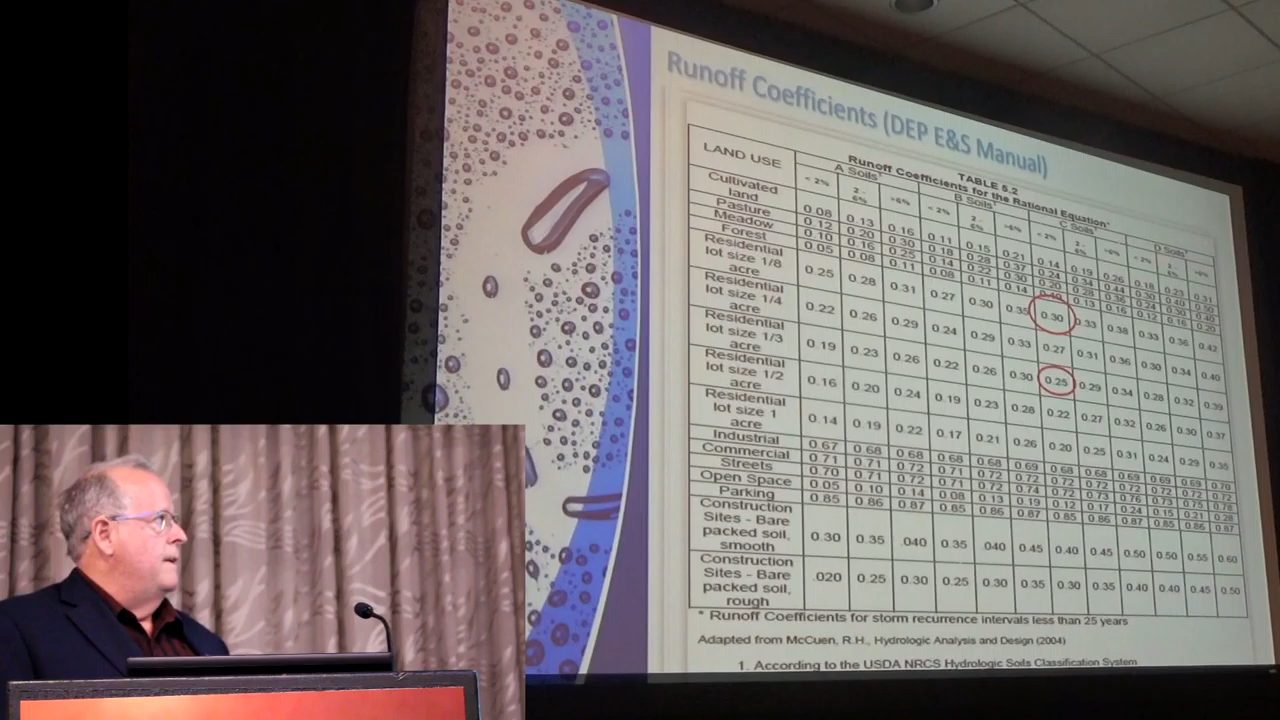 Runoff Coefficients (DEP E&S Manual)
TABLE 5.2
Runoff Coefficients for the Rational Equation*
LAND USE A Soils¹ B Soils¹ C Soils¹ D Soils¹
< 2% 2 - 6% >6% < 2% 2 - 6% >6% < 2% 2 - 6% >6% < 2% 2 - 6% >6%
Cultivated land 0.08 0.13 0.16 0.11 0.15 0.21 0.14 0.19 0.26 0.18 0.23 0.31
Pasture 0.12 0.20 0.30 0.18 0.28 0.37 0.24 0.34 0.44 0.30 0.40 0.50
Meadow 0.10 0.16 0.25 0.14 0.22 0.30 0.20 0.28 0.36 0.24 0.30 0.40
Forest 0.05 0.08 0.11 0.08 0.11 0.14 0.10 0.13 0.16 0.12 0.16 0.20
Residential lot size 1/8 acre 0.25 0.28 0.31 0.27 0.30 0.35 0.30 0.33 0.38 0.33 0.36 0.42
Residential lot size 1/4 acre 0.22 0.26 0.29 0.24 0.29 0.33 0.27 0.31 0.36 0.30 0.34 0.40
Residential lot size 1/3 acre 0.19 0.23 0.26 0.22 0.26 0.30 0.25 0.29 0.34 0.28 0.32 0.39
Residential lot size 1/2 acre 0.16 0.20 0.24 0.19 0.23 0.28 0.22 0.27 0.32 0.26 0.30 0.37
Residential lot size 1 acre 0.14 0.19 0.22 0.17 0.21 0.26 0.20 0.25 0.31 0.24 0.29 0.35
Industrial 0.67 0.68 0.68 0.68 0.68 0.69 0.68 0.68 0.69 0.69 0.69 0.70
Commercial 0.71 0.71 0.72 0.71 0.72 0.72 0.72 0.72 0.72 0.72 0.72 0.72
Streets 0.70 0.71 0.72 0.71 0.72 0.74 0.72 0.73 0.76 0.73 0.75 0.78
Open Space 0.05 0.10 0.14 0.08 0.13 0.19 0.12 0.17 0.24 0.15 0.21 0.28
Parking 0.85 0.86 0.87 0.85 0.86 0.87 0.85 0.86 0.87 0.85 0.86 0.87
Construction Sites - Bare packed soil, smooth 0.30 0.35 .040 0.35 .040 0.45 0.40 0.45 0.50 0.50 0.55 0.60
Construction Sites - Bare packed soil, rough .020 0.25 0.30 0.25 0.30 0.35 0.30 0.35 0.40 0.40 0.45 0.50
* Runoff Coefficients for storm recurrence intervals less than 25 years
Adapted from McCuen, R.H., Hydrologic Analysis and Design (2004)
1. According to the USDA NRCS Hydrologic Soils Classification System